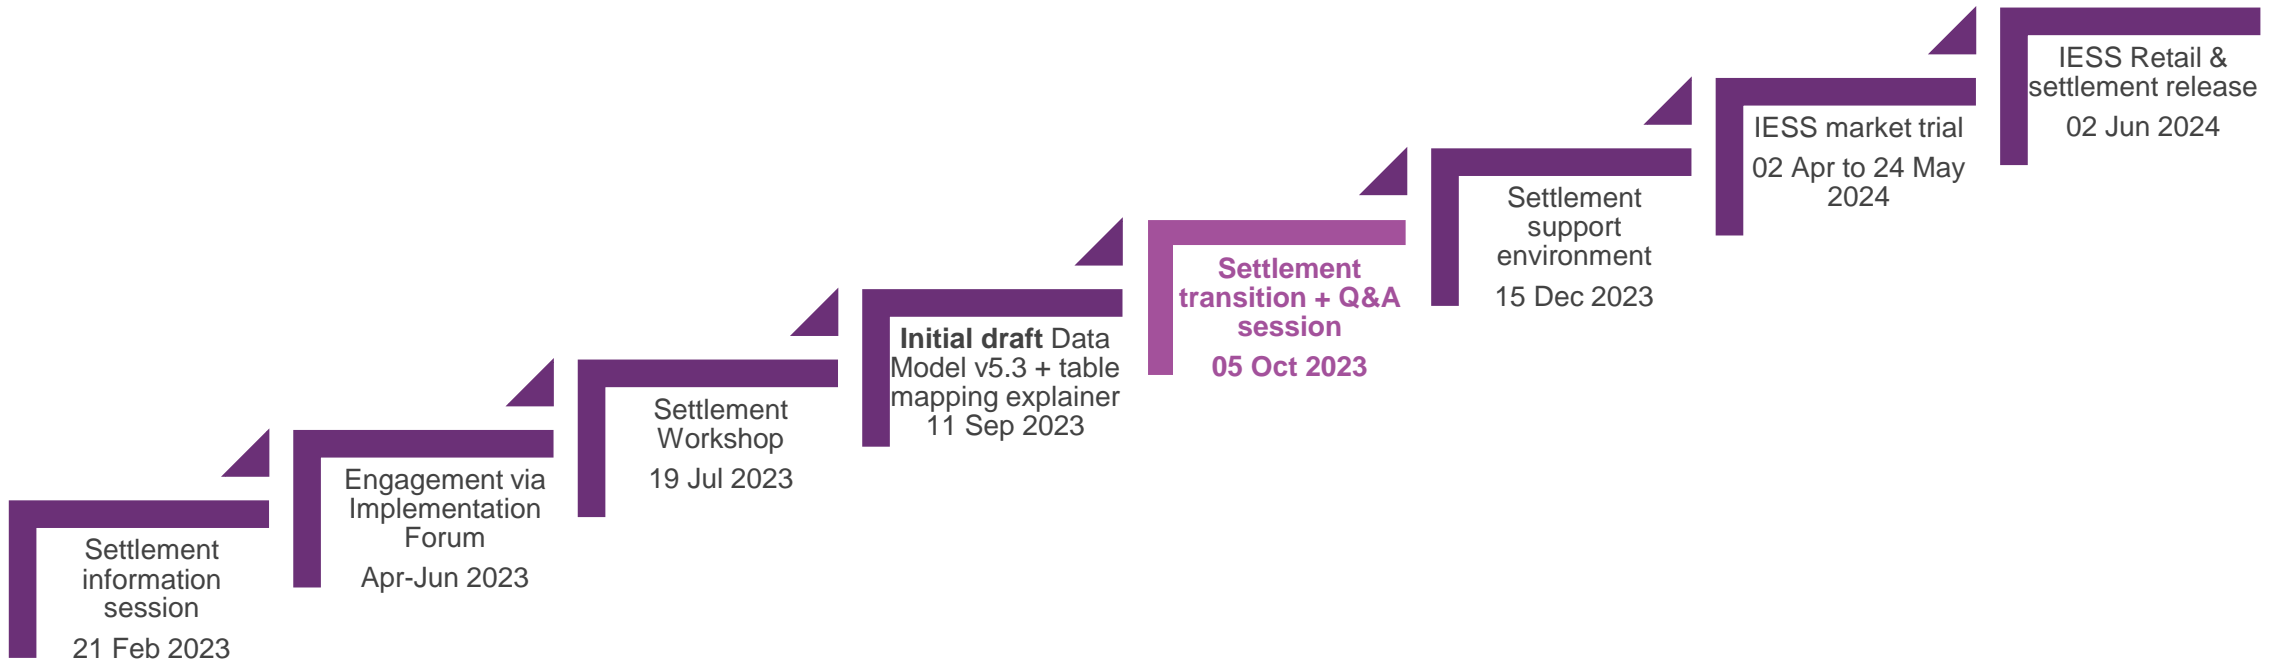 Settlement
information
session
21 Feb 2023
Engagement via
Implementation
Forum
Apr-Jun 2023
Settlement
Workshop
19 Jul 2023
Initial draft Data
Model v5.3 + table
mapping explainer
11 Sep 2023
Settlement
transition + Q&A
session
05 Oct 2023
Settlement
support
environment
15 Dec 2023
IESS market trial
02 Apr to 24 May
2024
IESS Retail &
settlement release
02 Jun 2024